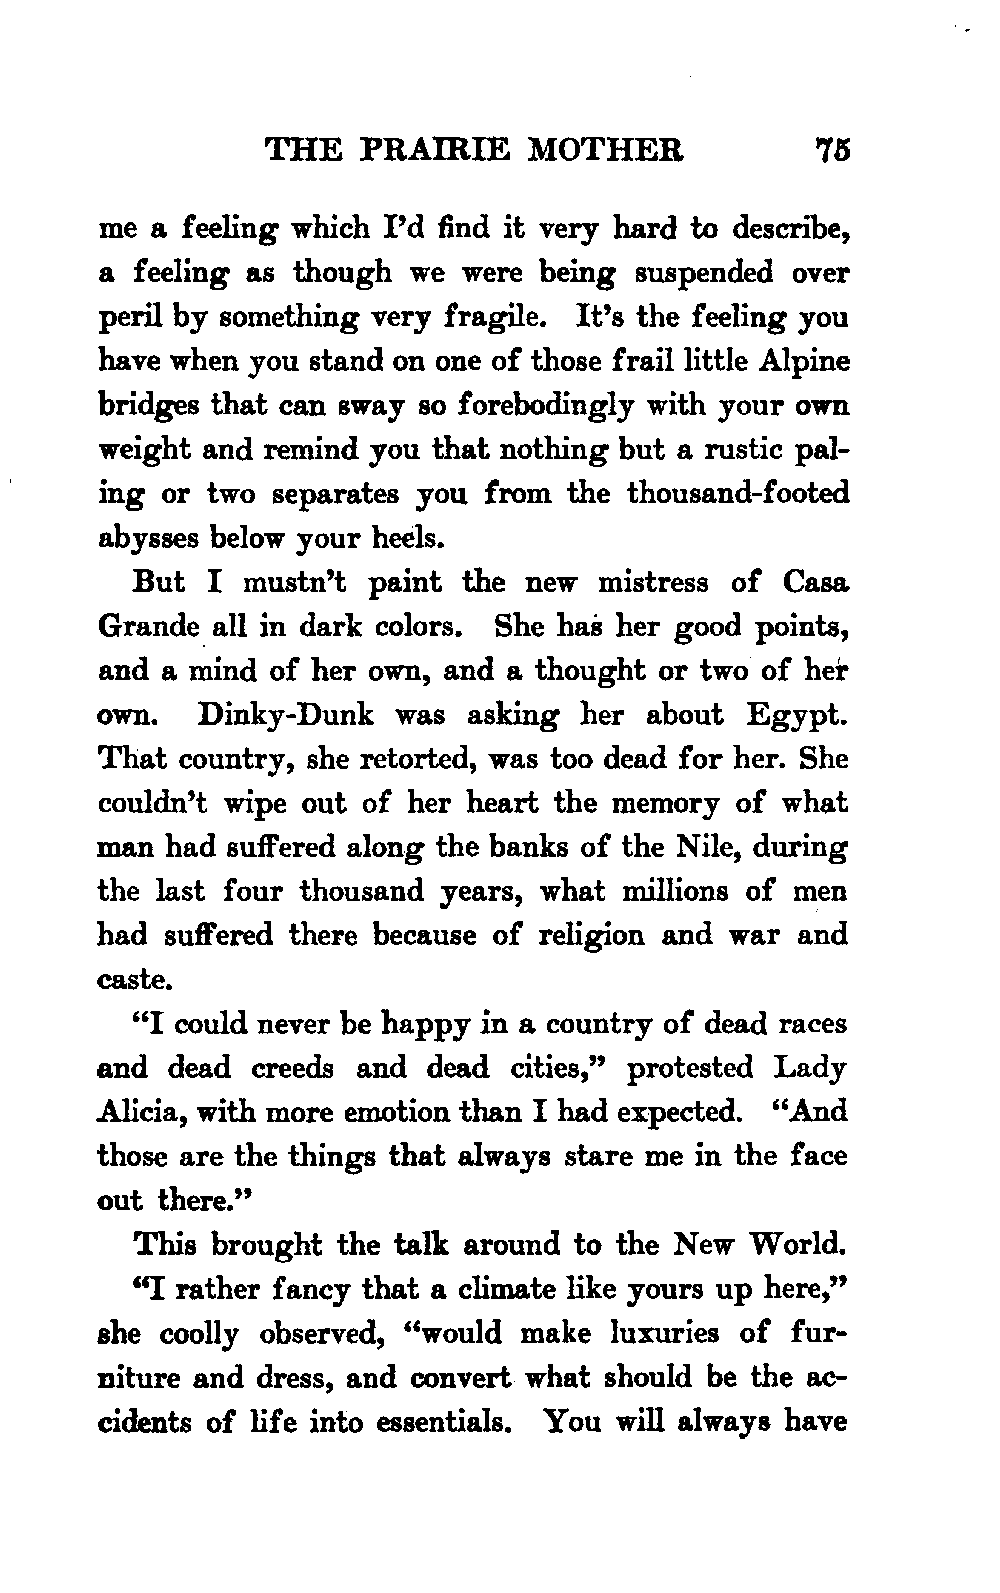 THE PRAIRIE MOTHER 75
me a feeling which I'd find it very hard to describe,
a feeling as though we were being suspended over
peril by something very fragile. It's the feeling you
have when you stand on one of those frail little Alpine
bridges that can sway so forebodingly with your own
weight and remind you that nothing but a rustic pal-
ing or two separates you from the thousand-footed
abysses below your heels.
But I mustn't paint the new mistress of Casa
Grande all in dark colors. She has her good points,
and a mind of her own, and a thought or two of her
own. Dinky-Dunk was asking her about Egypt.
That country, she retorted, was too dead for her. She
couldn't wipe out of her heart the memory of what
man had suffered along the banks of the Nile, during
the last four thousand years, what millions of men
had suffered there because of religion and war and
caste.
"I could never be happy in a country of dead races
and dead creeds and dead cities," protested Lady
Alicia, with more emotion than I had expected. "And
those are the things that always stare me in the face
out there."
This brought the talk around to the New World.
"I rather fancy that a climate like yours up here,"
she coolly observed, "would make luxuries of fur-
niture and dress, and convert what should be the ac-
cidents of life into essentials. You will always have